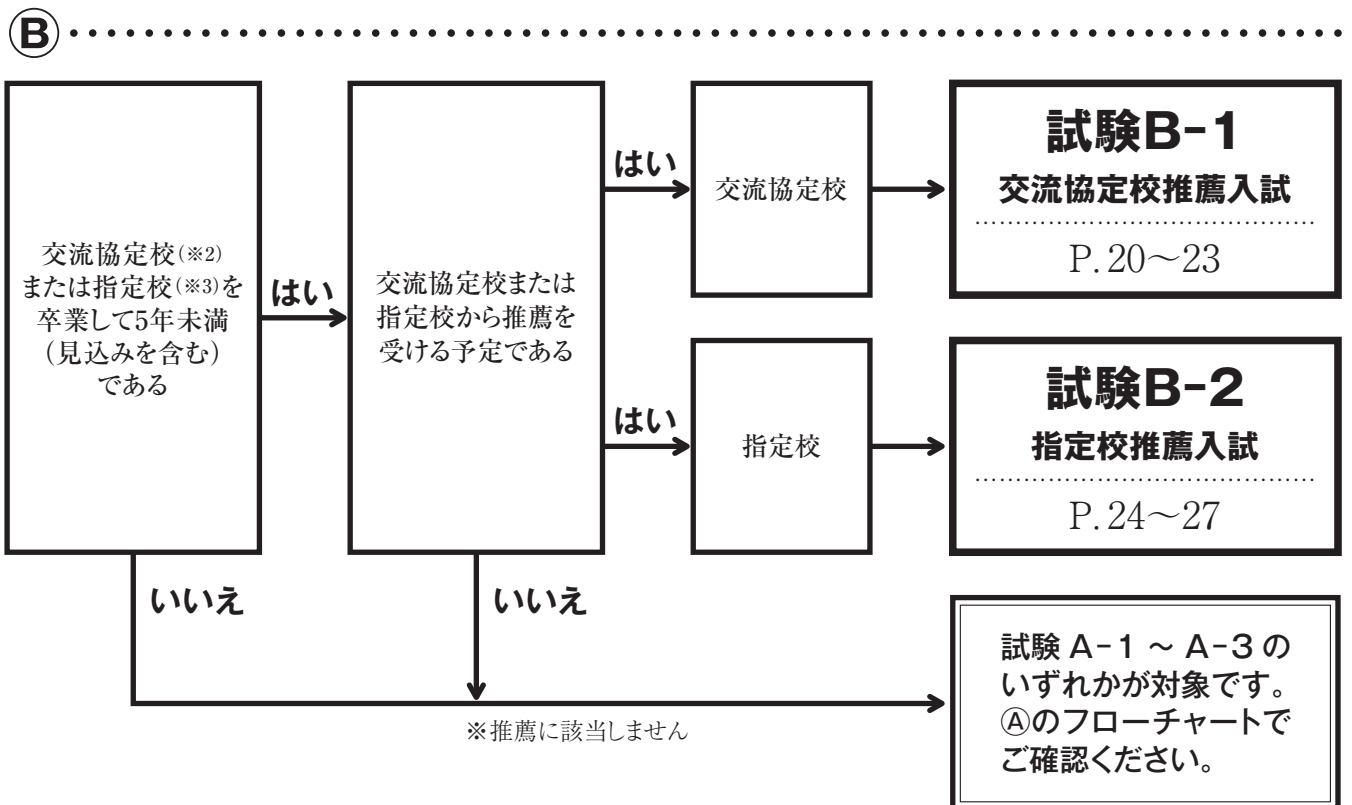 B
交流協定校(※2)
または指定校(※3)を
卒業して5年未満
(見込みを含む)
である
はい
交流協定校または
指定校から推薦を
受ける予定である
はい
交流協定校
試験B-1
交流協定校推薦入試
P.20～23
はい
指定校
試験B-2
指定校推薦入試
P.24～27
いいえ
いいえ
※推薦に該当しません
試験 A-1 ～ A-3 の
いずれかが対象です。
Ⓐのフローチャートで
ご確認ください。